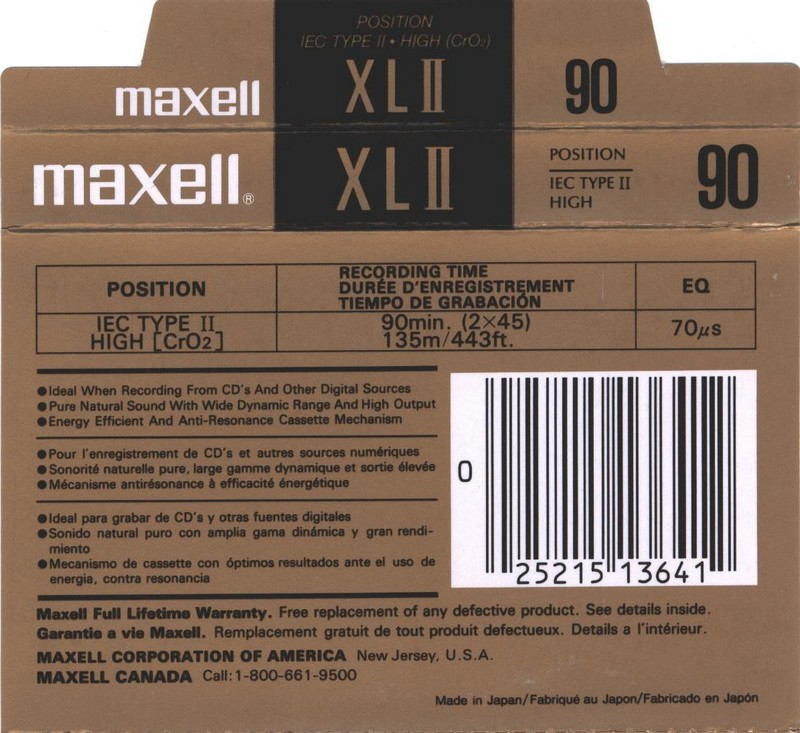 POSITION
IEC TYPE II • HIGH (CrO2)
maxell XLII 90
maxell® XLII POSITION IEC TYPE II HIGH 90
POSITION
RECORDING TIME
DURÉE D'ENREGISTREMENT
TIEMPO DE GRABACIÓN
EQ
IEC TYPE II
HIGH [CrO2]
90min. (2×45)
135m/443ft.
70μs
●Ideal When Recording From CD's And Other Digital Sources
●Pure Natural Sound With Wide Dynamic Range And High Output
●Energy Efficient And Anti-Resonance Cassette Mechanism
●Pour l'enregistrement de CD's et autres sources numériques
●Sonorité naturelle pure, large gamme dynamique et sortie élevée
●Mécanisme antirésonance à efficacité énergétique
●Ideal para grabar de CD's y otras fuentes digitales
●Sonido natural puro con amplia gama dinámica y gran rendi-
miento
●Mecanismo de cassette con óptimos resultados ante el uso de
energia, contra resonancia
0 25215 13641
Maxell Full Lifetime Warranty. Free replacement of any defective product. See details inside.
Garantie a vie Maxell. Remplacement gratuit de tout produit defectueux. Details a l'intérieur.
MAXELL CORPORATION OF AMERICA New Jersey, U.S.A.
MAXELL CANADA Call:1-800-661-9500
Made in Japan/Fabriqué au Japon/Fabricado en Japón